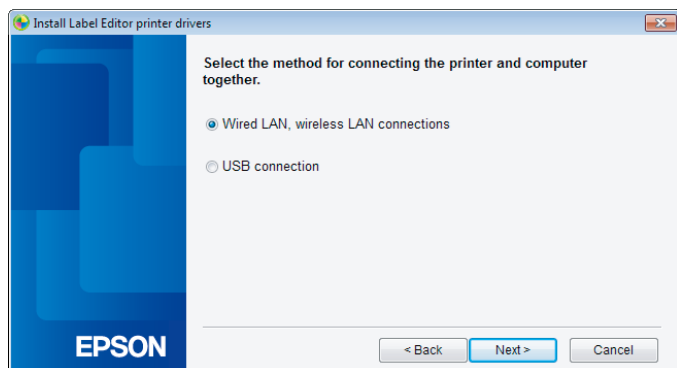 Install Label Editor printer drivers
Select the method for connecting the printer and computer
together.
Wired LAN, wireless LAN connections
USB connection
EPSON
< Back
Next >
Cancel